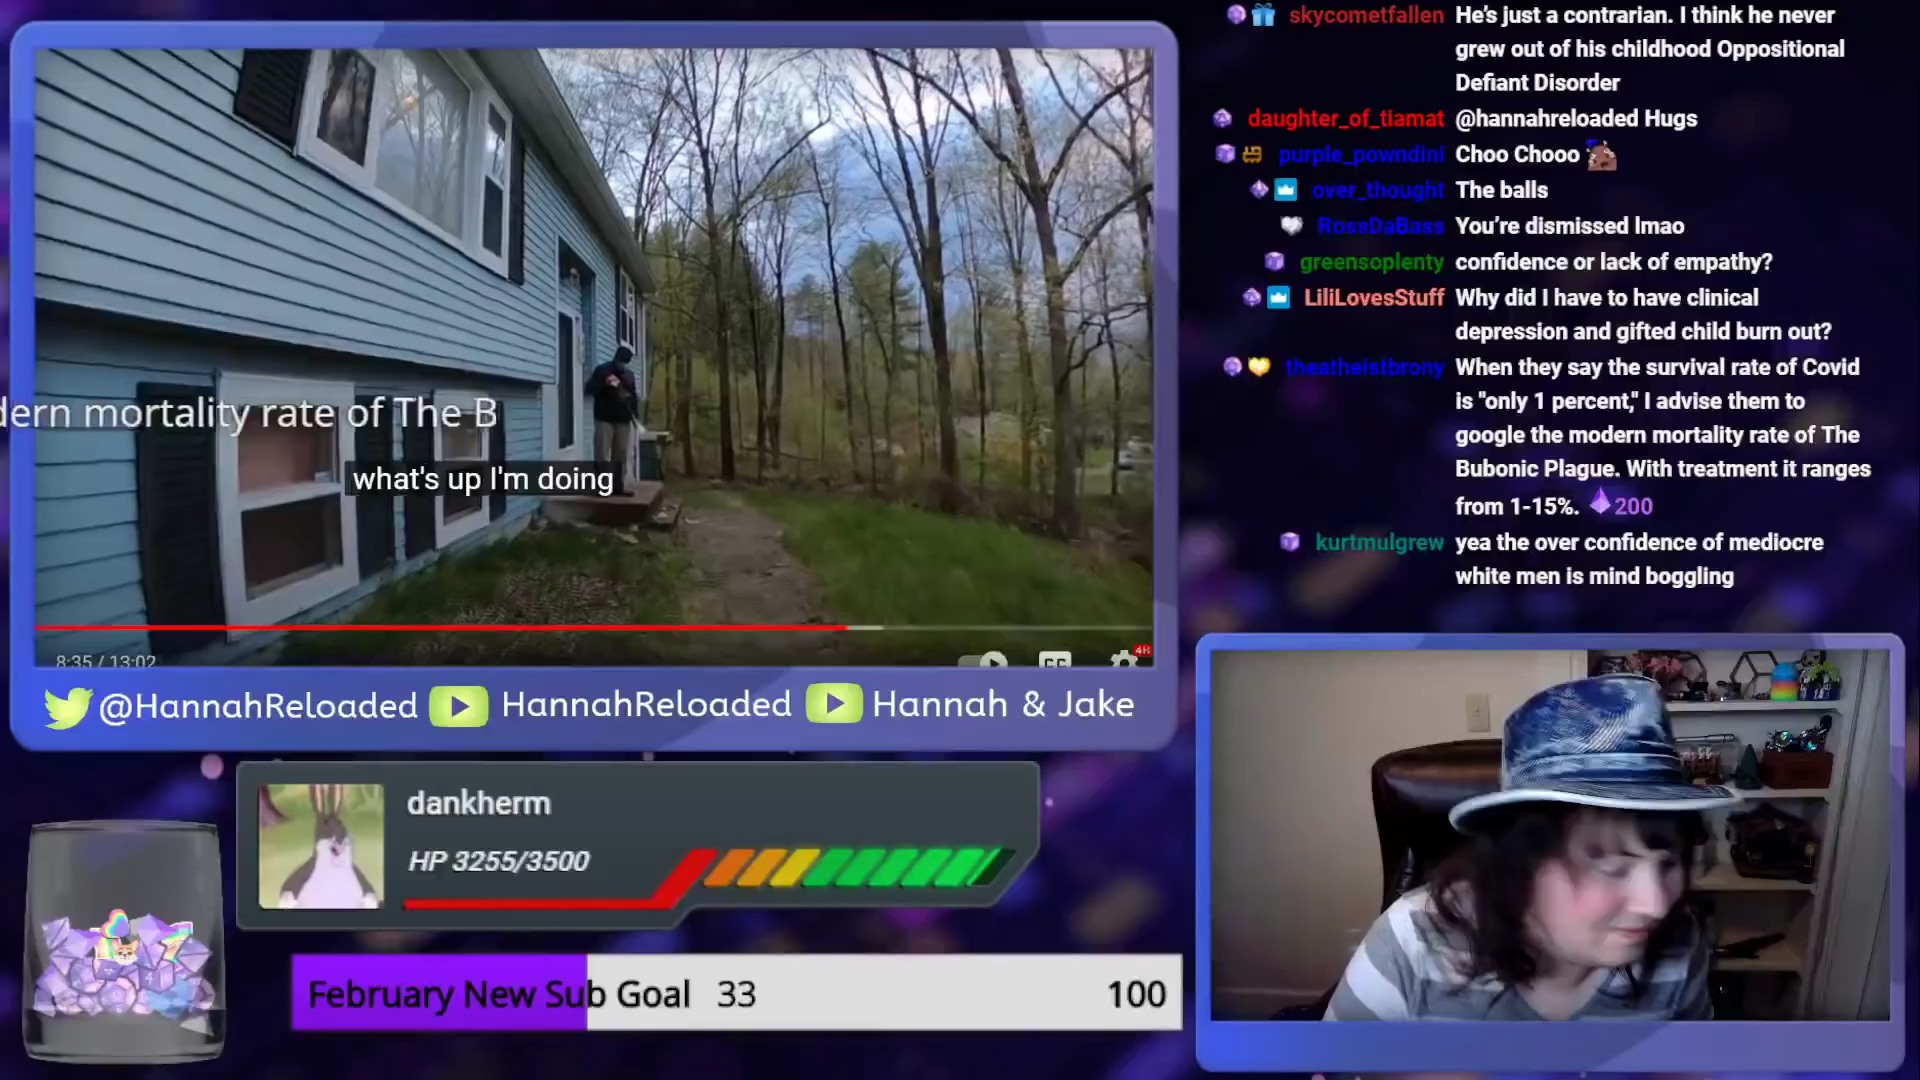 dern mortality rate of The B
what's up I'm doing
8:35 / 13:02
CC
4K
@HannahReloaded HannahReloaded Hannah & Jake
dankherm
HP 3255/3500
February New Sub Goal 33 100
skycometfallen He's just a contrarian. I think he never
grew out of his childhood Oppositional
Defiant Disorder
daughter_of_tiamat @hannahreloaded Hugs
purple_powndini Choo Chooo
over_thought The balls
RossDaBass You're dismissed lmao
greensoplenty confidence or lack of empathy?
LiliLovesStuff Why did I have to have clinical
depression and gifted child burn out?
theatheistbrony When they say the survival rate of Covid
is "only 1 percent," I advise them to
google the modern mortality rate of The
Bubonic Plague. With treatment it ranges
from 1-15%. 200
kurtmulgrew yea the over confidence of mediocre
white men is mind boggling